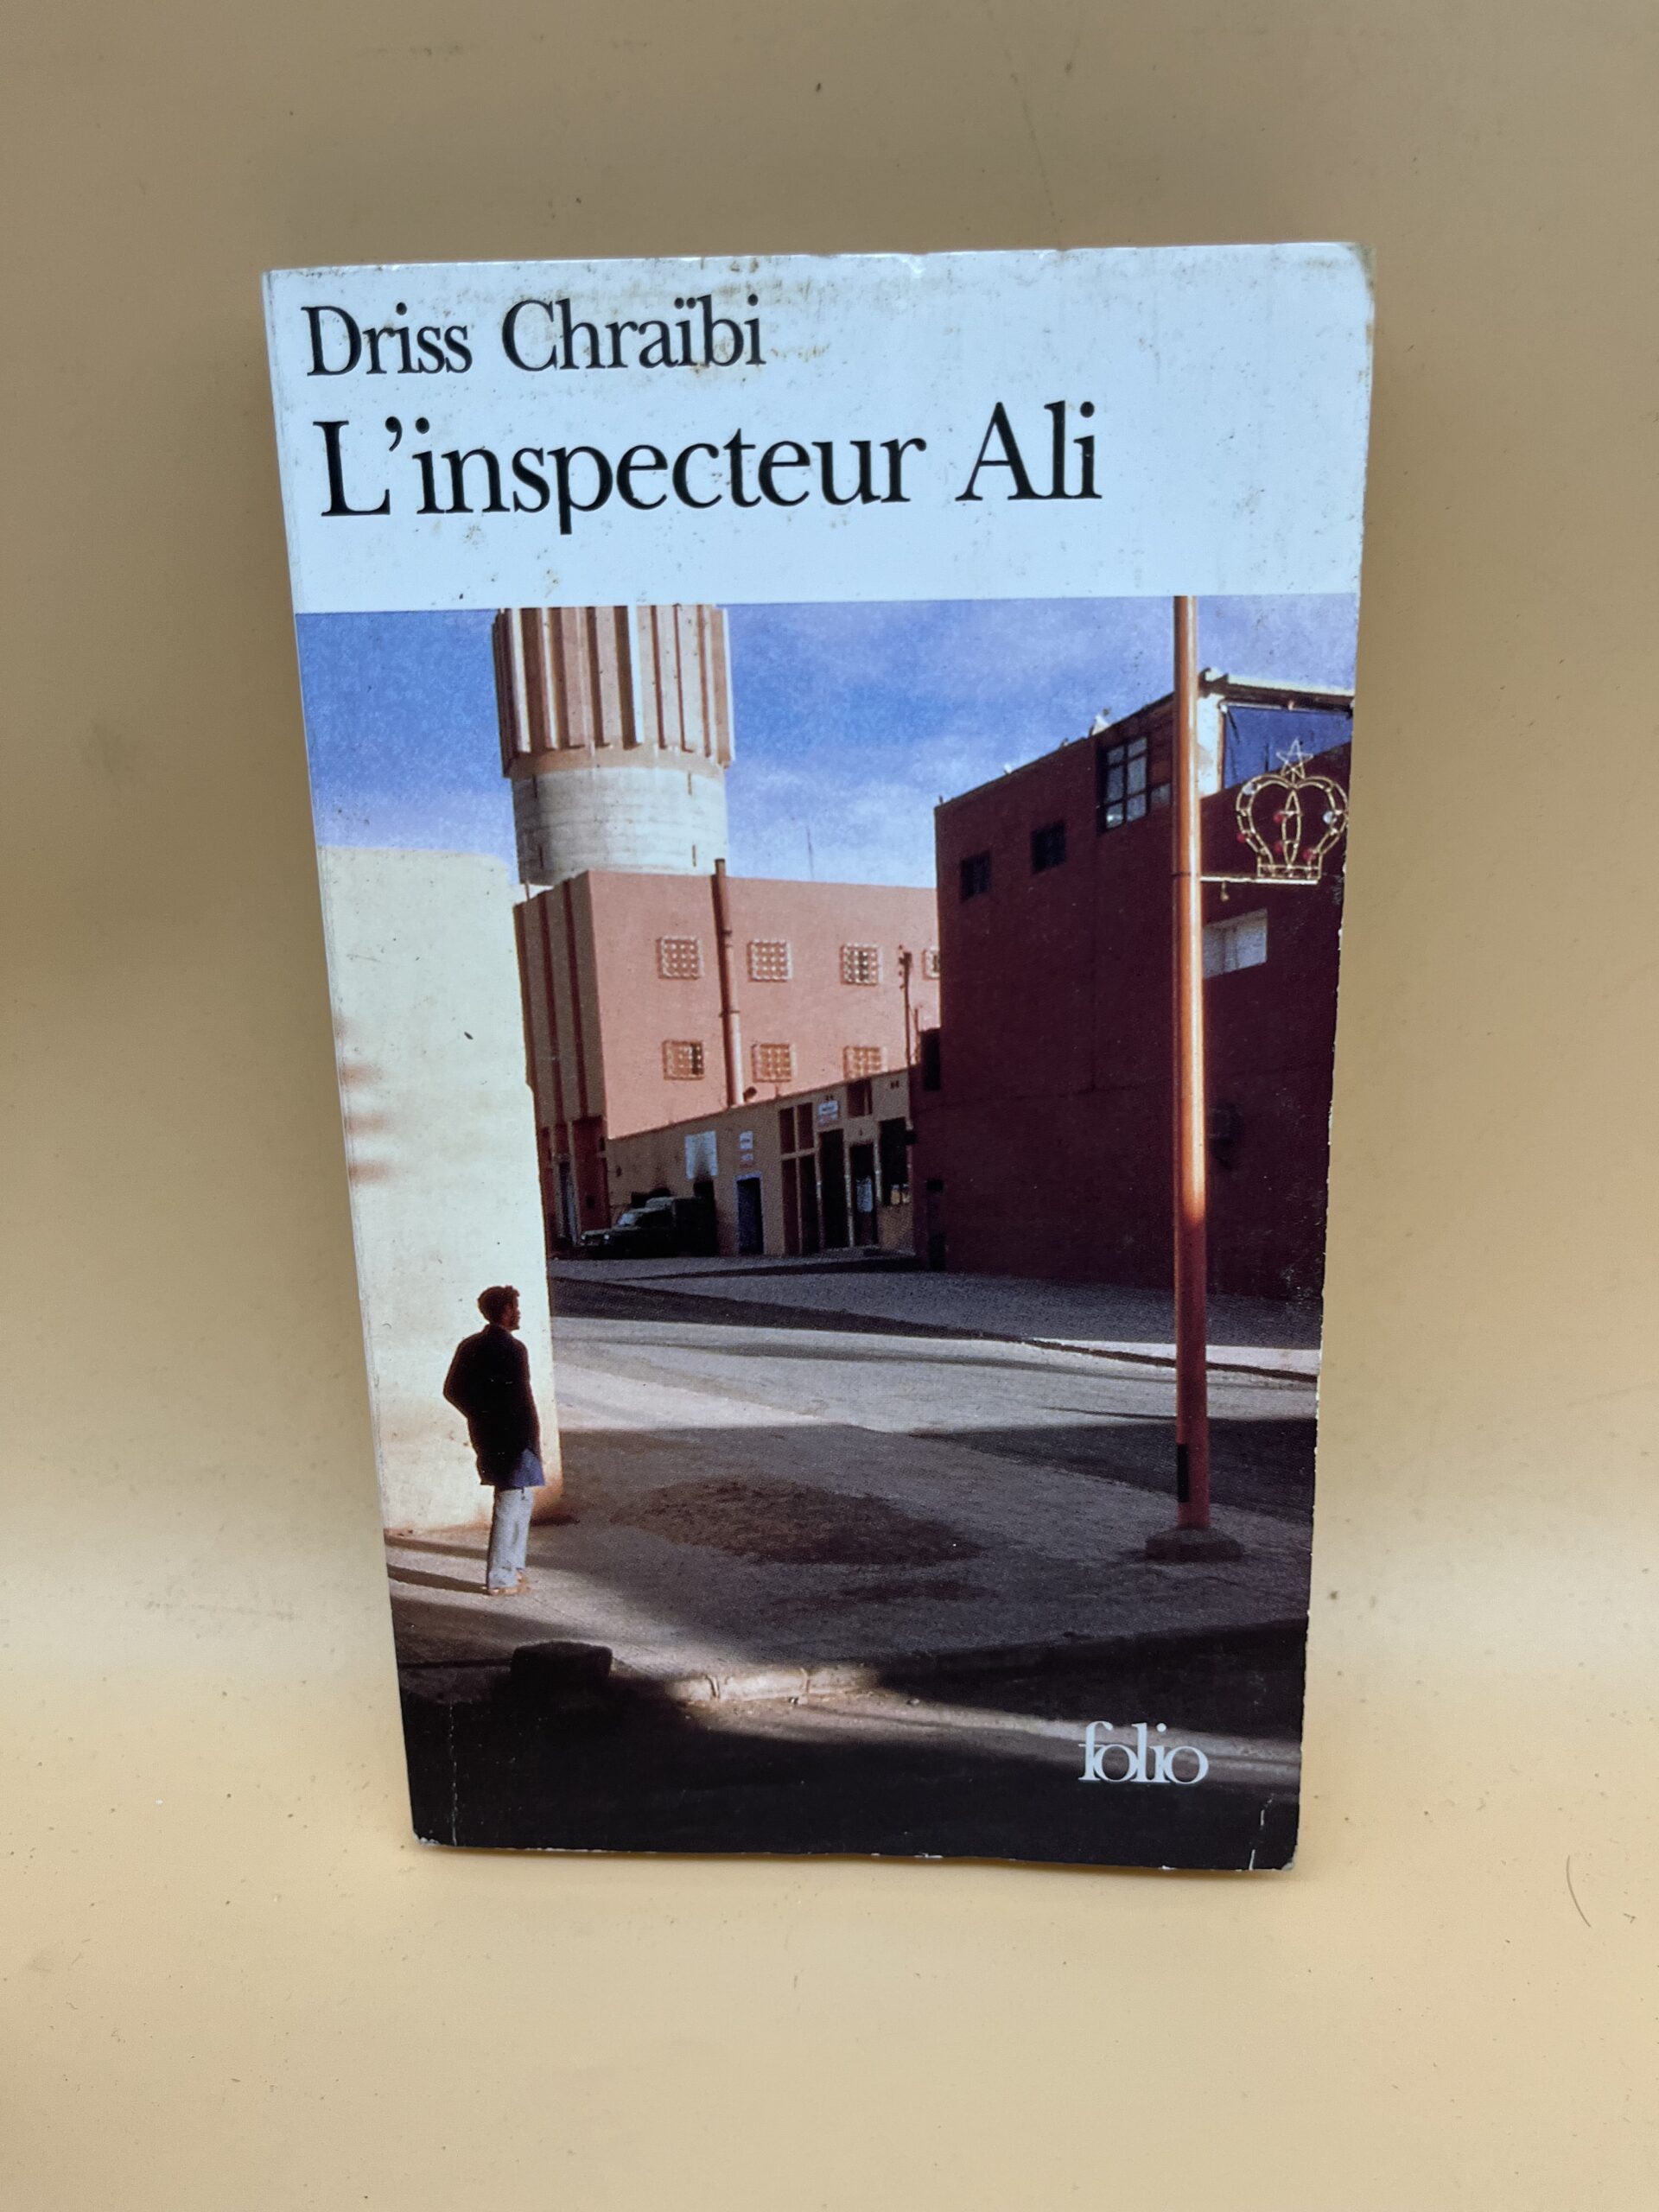 Driss Chraïbi
L'inspecteur Ali
folio